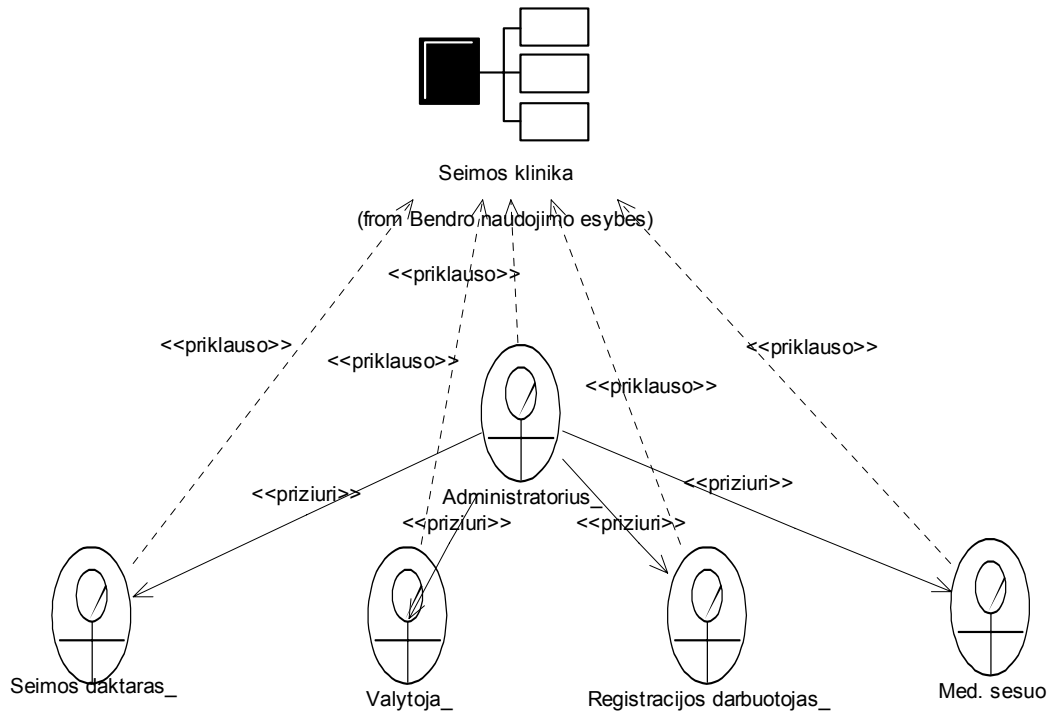 Seimos klinika
(from Bendro naudojimo esybes)
<<priklauso>>
<<priklauso>>
<<priklauso>>
<<priklauso>>
<<priklauso>>
<<priziuri>>
Administratorius_
<<priziuri>>
<<priziuri>>
<<priziuri>>
Seimos daktaras_
Valytoja_
Registracijos darbuotojas_
Med. sesuo